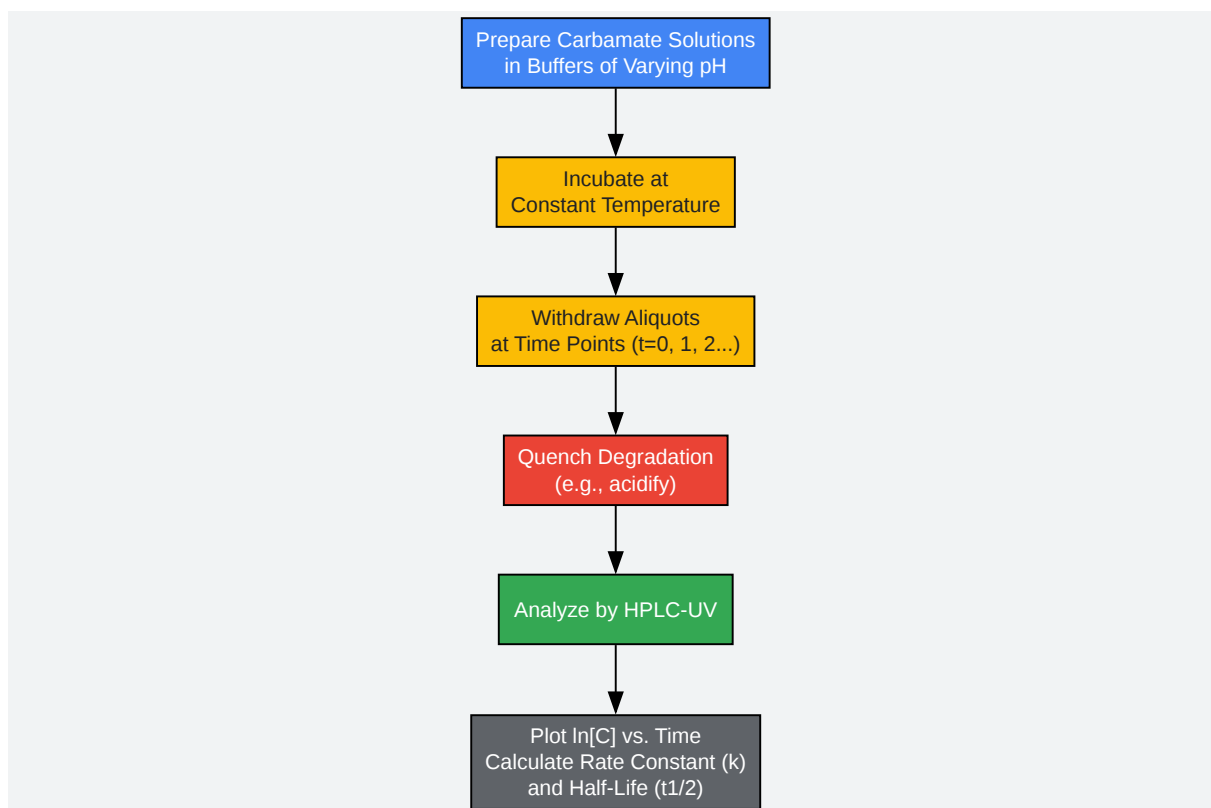 Prepare Carbamate Solutions
in Buffers of Varying pH
Incubate at
Constant Temperature
Withdraw Aliquots
at Time Points (t=0, 1, 2...)
Quench Degradation
(e.g., acidify)
Analyze by HPLC-UV
Plot ln[C] vs. Time
Calculate Rate Constant (k)
and Half-Life (t1/2)